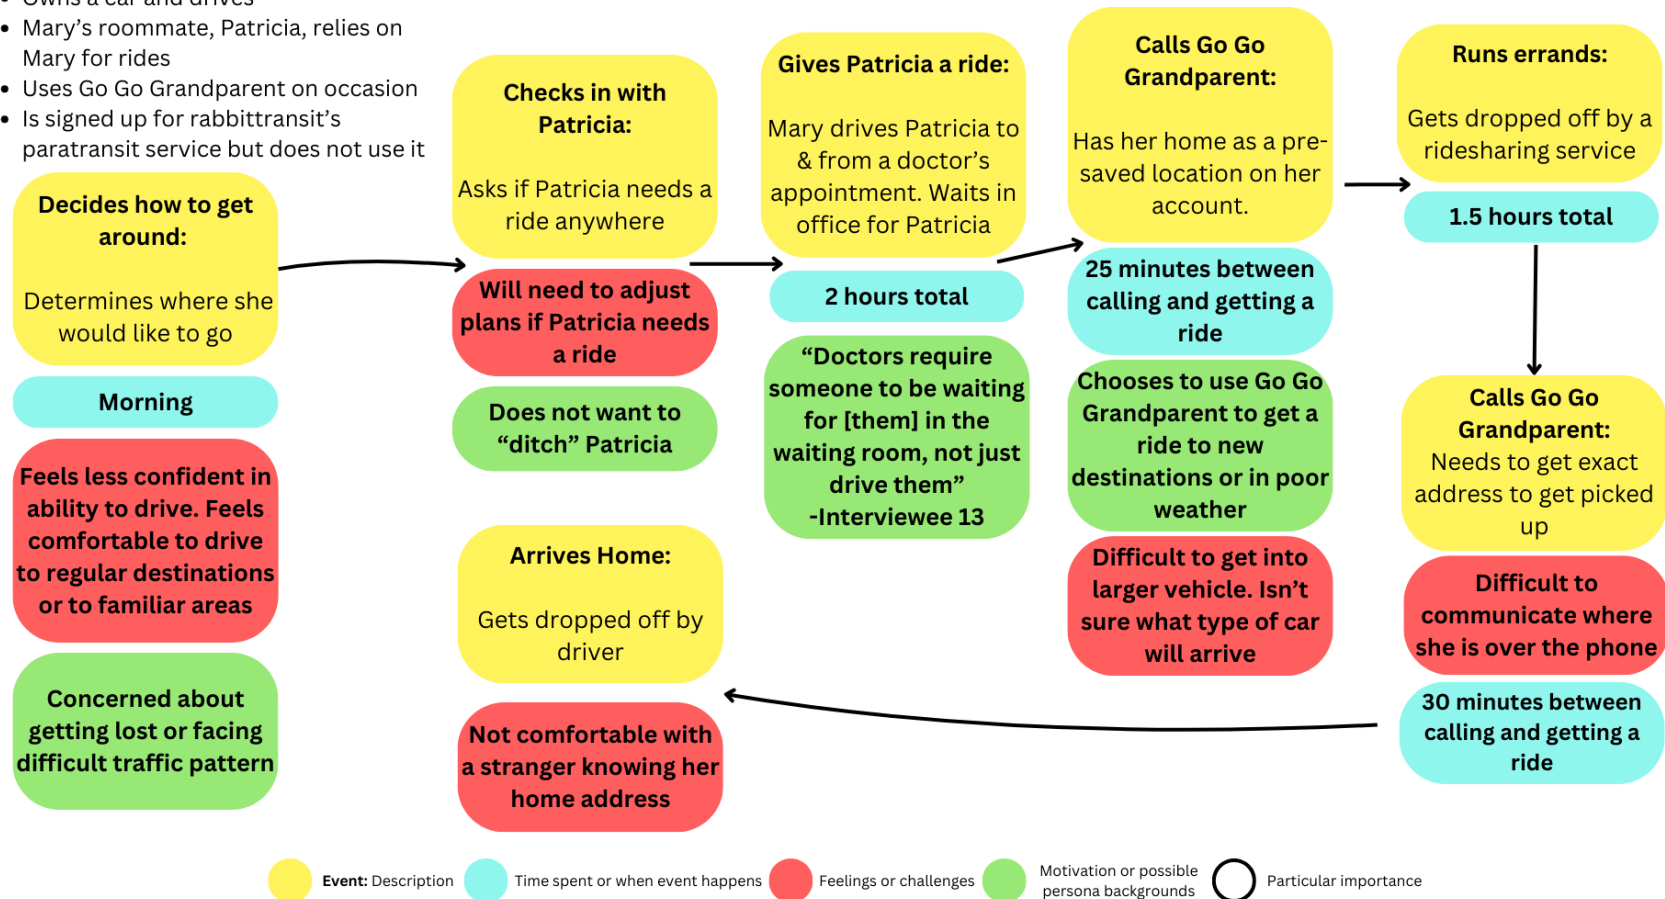 Owns a car and drives
Mary’s roommate, Patricia, relies on
Mary for rides
Uses Go Go Grandparent on occasion
Is signed up for rabbittransit’s
paratransit service but does not use it
Decides how to get
around:
Determines where she
would like to go
Morning
Feels less confident in
ability to drive. Feels
comfortable to drive
to regular destinations
or to familiar areas
Concerned about
getting lost or facing
difficult traffic pattern
Checks in with
Patricia:
Asks if Patricia needs a
ride anywhere
Will need to adjust
plans if Patricia needs
a ride
Does not want to
“ditch” Patricia
Gives Patricia a ride:
Mary drives Patricia to
& from a doctor’s
appointment. Waits in
office for Patricia
2 hours total
“Doctors require
someone to be waiting
for [them] in the
waiting room, not just
drive them”
-Interviewee 13
Calls Go Go
Grandparent:
Has her home as a pre-
saved location on her
account.
25 minutes between
calling and getting a
ride
Chooses to use Go Go
Grandparent to get a
ride to new
destinations or in poor
weather
Difficult to get into
larger vehicle. Isn’t
sure what type of car
will arrive
Runs errands:
Gets dropped off by a
ridesharing service
1.5 hours total
Calls Go Go
Grandparent:
Needs to get exact
address to get picked
up
Difficult to
communicate where
she is over the phone
30 minutes between
calling and getting a
ride
Arrives Home:
Gets dropped off by
driver
Not comfortable with
a stranger knowing her
home address
Event: Description
Time spent or when event happens
Feelings or challenges
Motivation or possible
persona backgrounds
Particular importance